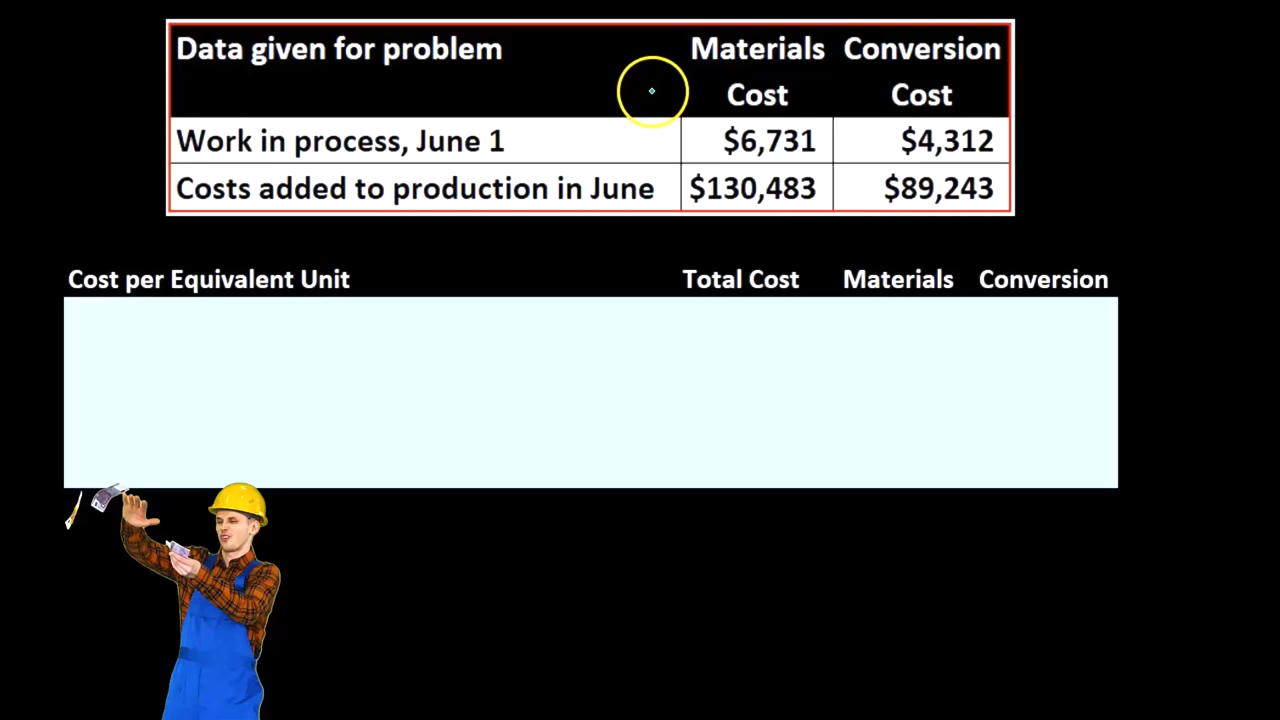 Data given for problem Materials Conversion
Cost Cost
Work in process, June 1 $6,731 $4,312
Costs added to production in June $130,483 $89,243
Cost per Equivalent Unit Total Cost Materials Conversion